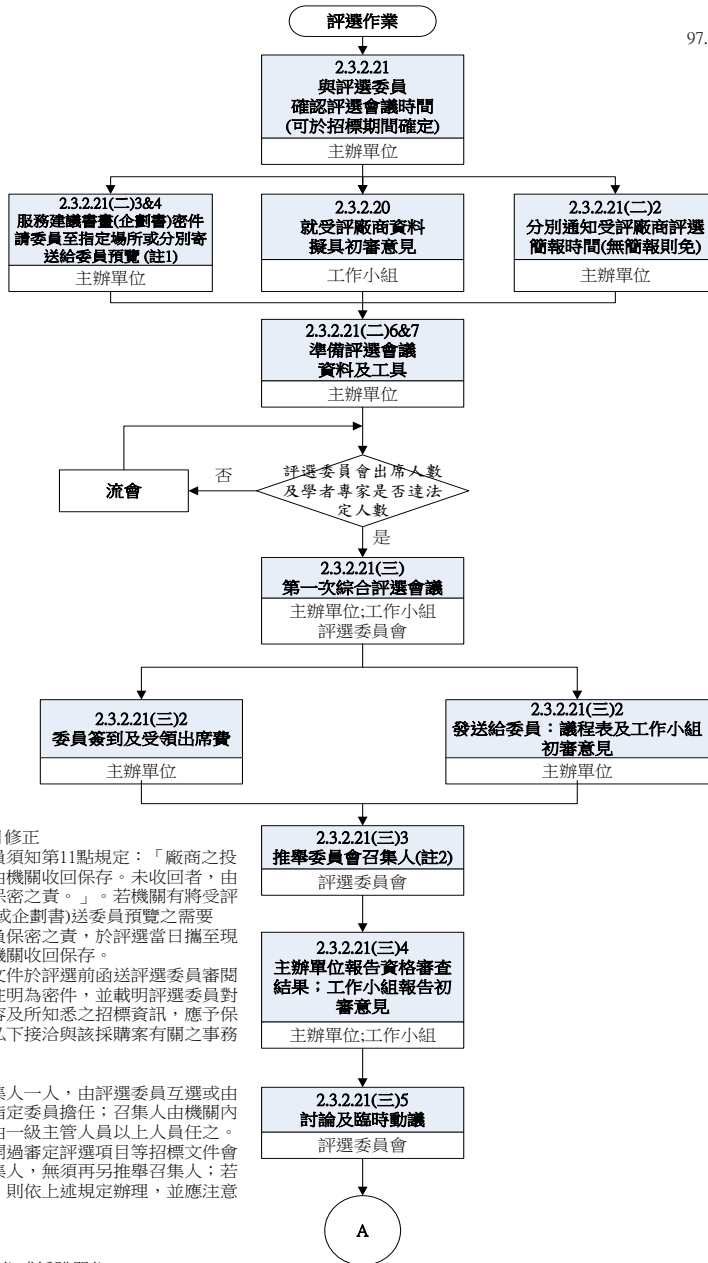 評選作業
97.
2.3.2.21
與評選委員
確認評選會議時間
(可於招標期間確定)
主辦單位
2.3.2.21(二)3&4
服務建議書臺(企劃書)密件
請委員至指定場所或分別寄
送給委員預覽 (註1)
主辦單位
2.3.2.20
就受評廠商資料
擬具初審意見
工作小組
2.3.2.21(二)2
分別通知受評廠商評選
簡報時間(無簡報則免)
主辦單位
2.3.2.21(二)6&7
準備評選會議
資料及工具
主辦單位
評選委員會出席人數
及學者專家是否達法
定人數
否
流會
是
2.3.2.21(三)
第一次綜合評選會議
主辦單位;工作小組
評選委員會
2.3.2.21(三)2
委員簽到及受領出席費
主辦單位
2.3.2.21(三)2
發送給委員：議程表及工作小組
初審意見
主辦單位
2.3.2.21(三)3
推舉委員會召集人(註2)
評選委員會
2.3.2.21(三)4
主辦單位報告資格審查
結果；工作小組報告初
審意見
主辦單位;工作小組
2.3.2.21(三)5
討論及臨時動議
評選委員會
A
修正
員須知第11點規定：「廠商之投
由機關收回保存。未收回者，由
保密之責。」。若機關有將受評
或企劃書)送委員預覽之需要
負保密之責，於評選當日攜至現
機關收回保存。
文件於評選前函送評選委員審閱
註明為密件，並載明評選委員對
容及所知悉之招標資訊，應予保
私下接洽與該採購案有關之事務
集人一人，由評選委員互選或由
指定委員擔任；召集人由機關內
由一級主管人員以上人員任之。
開過審定評選項目等招標文件會
集人，無須再另推舉召集人；若
則依上述規定辦理，並應注意